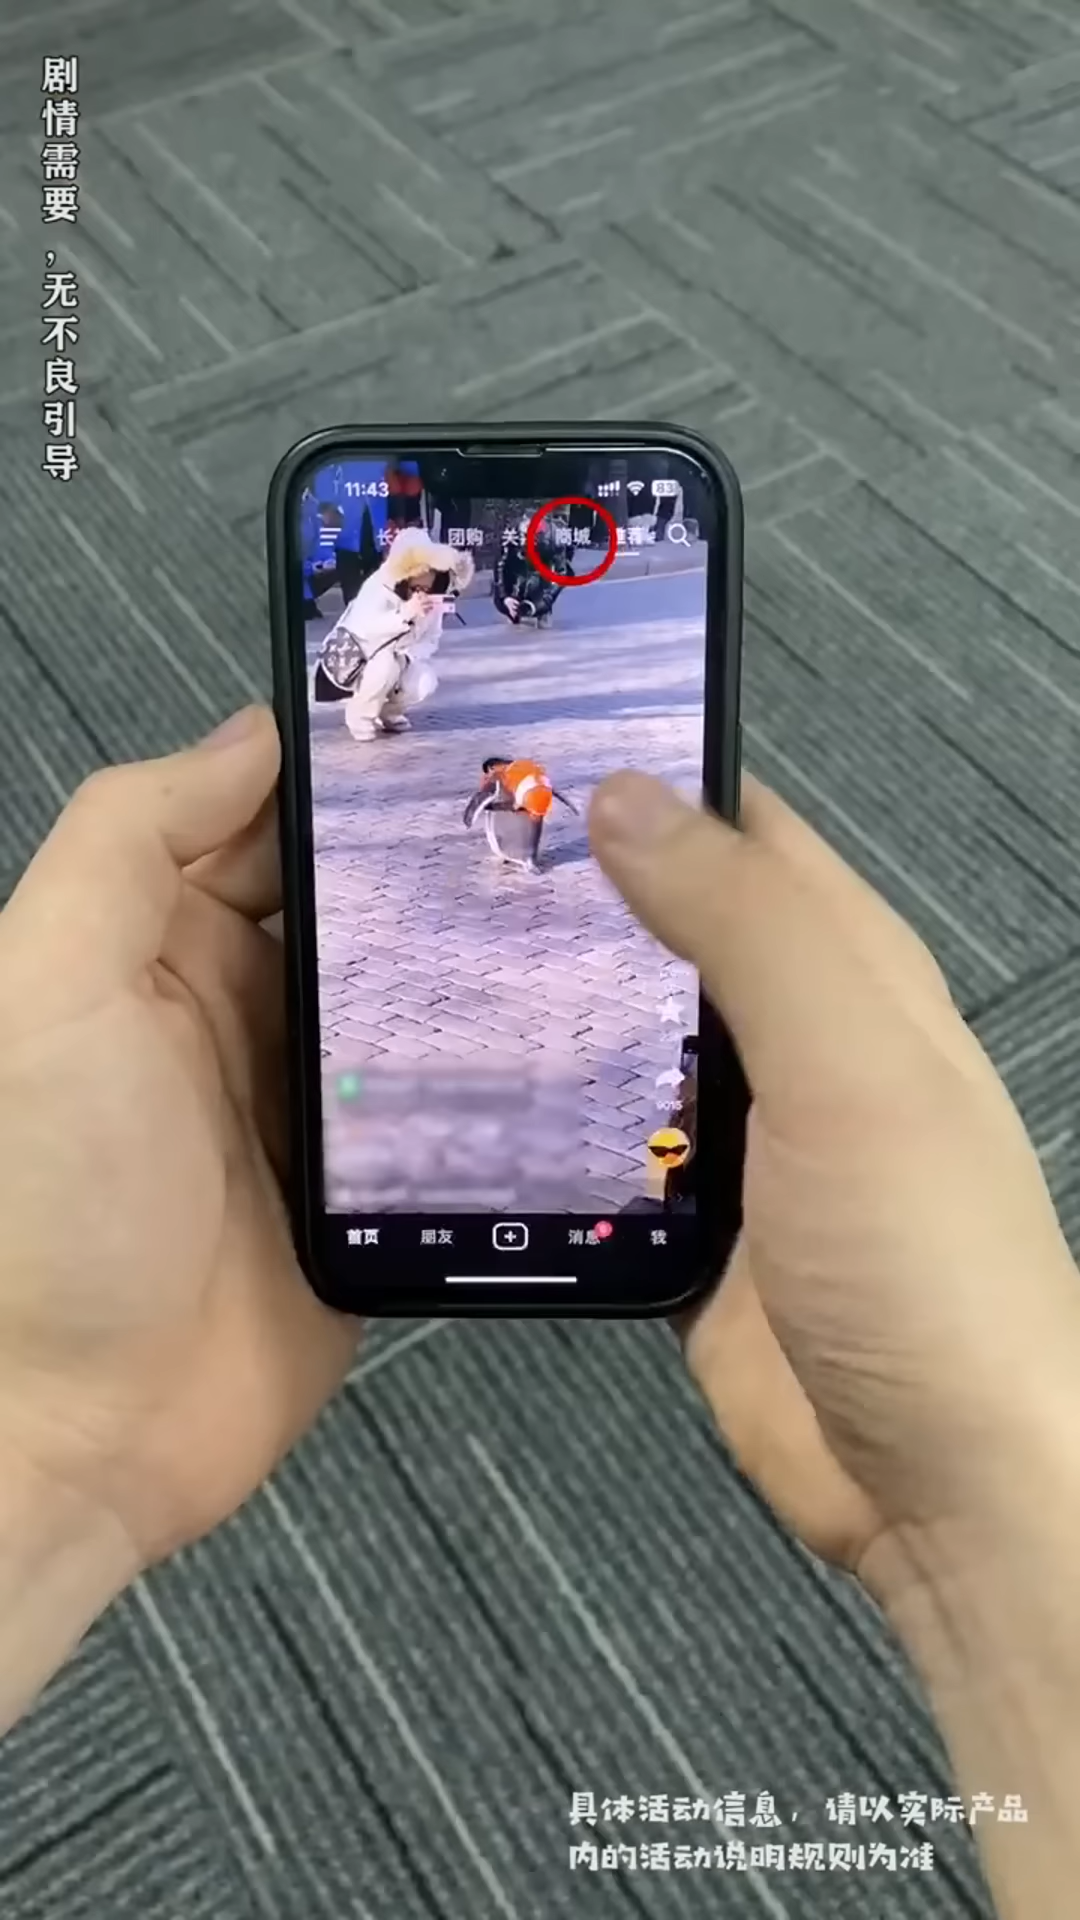 剧情需要，无不良引导
11:43
83
团购
商城
9015
首页
朋友
消息
我
具体活动信息，请以实际产品
内的活动说明规则为准